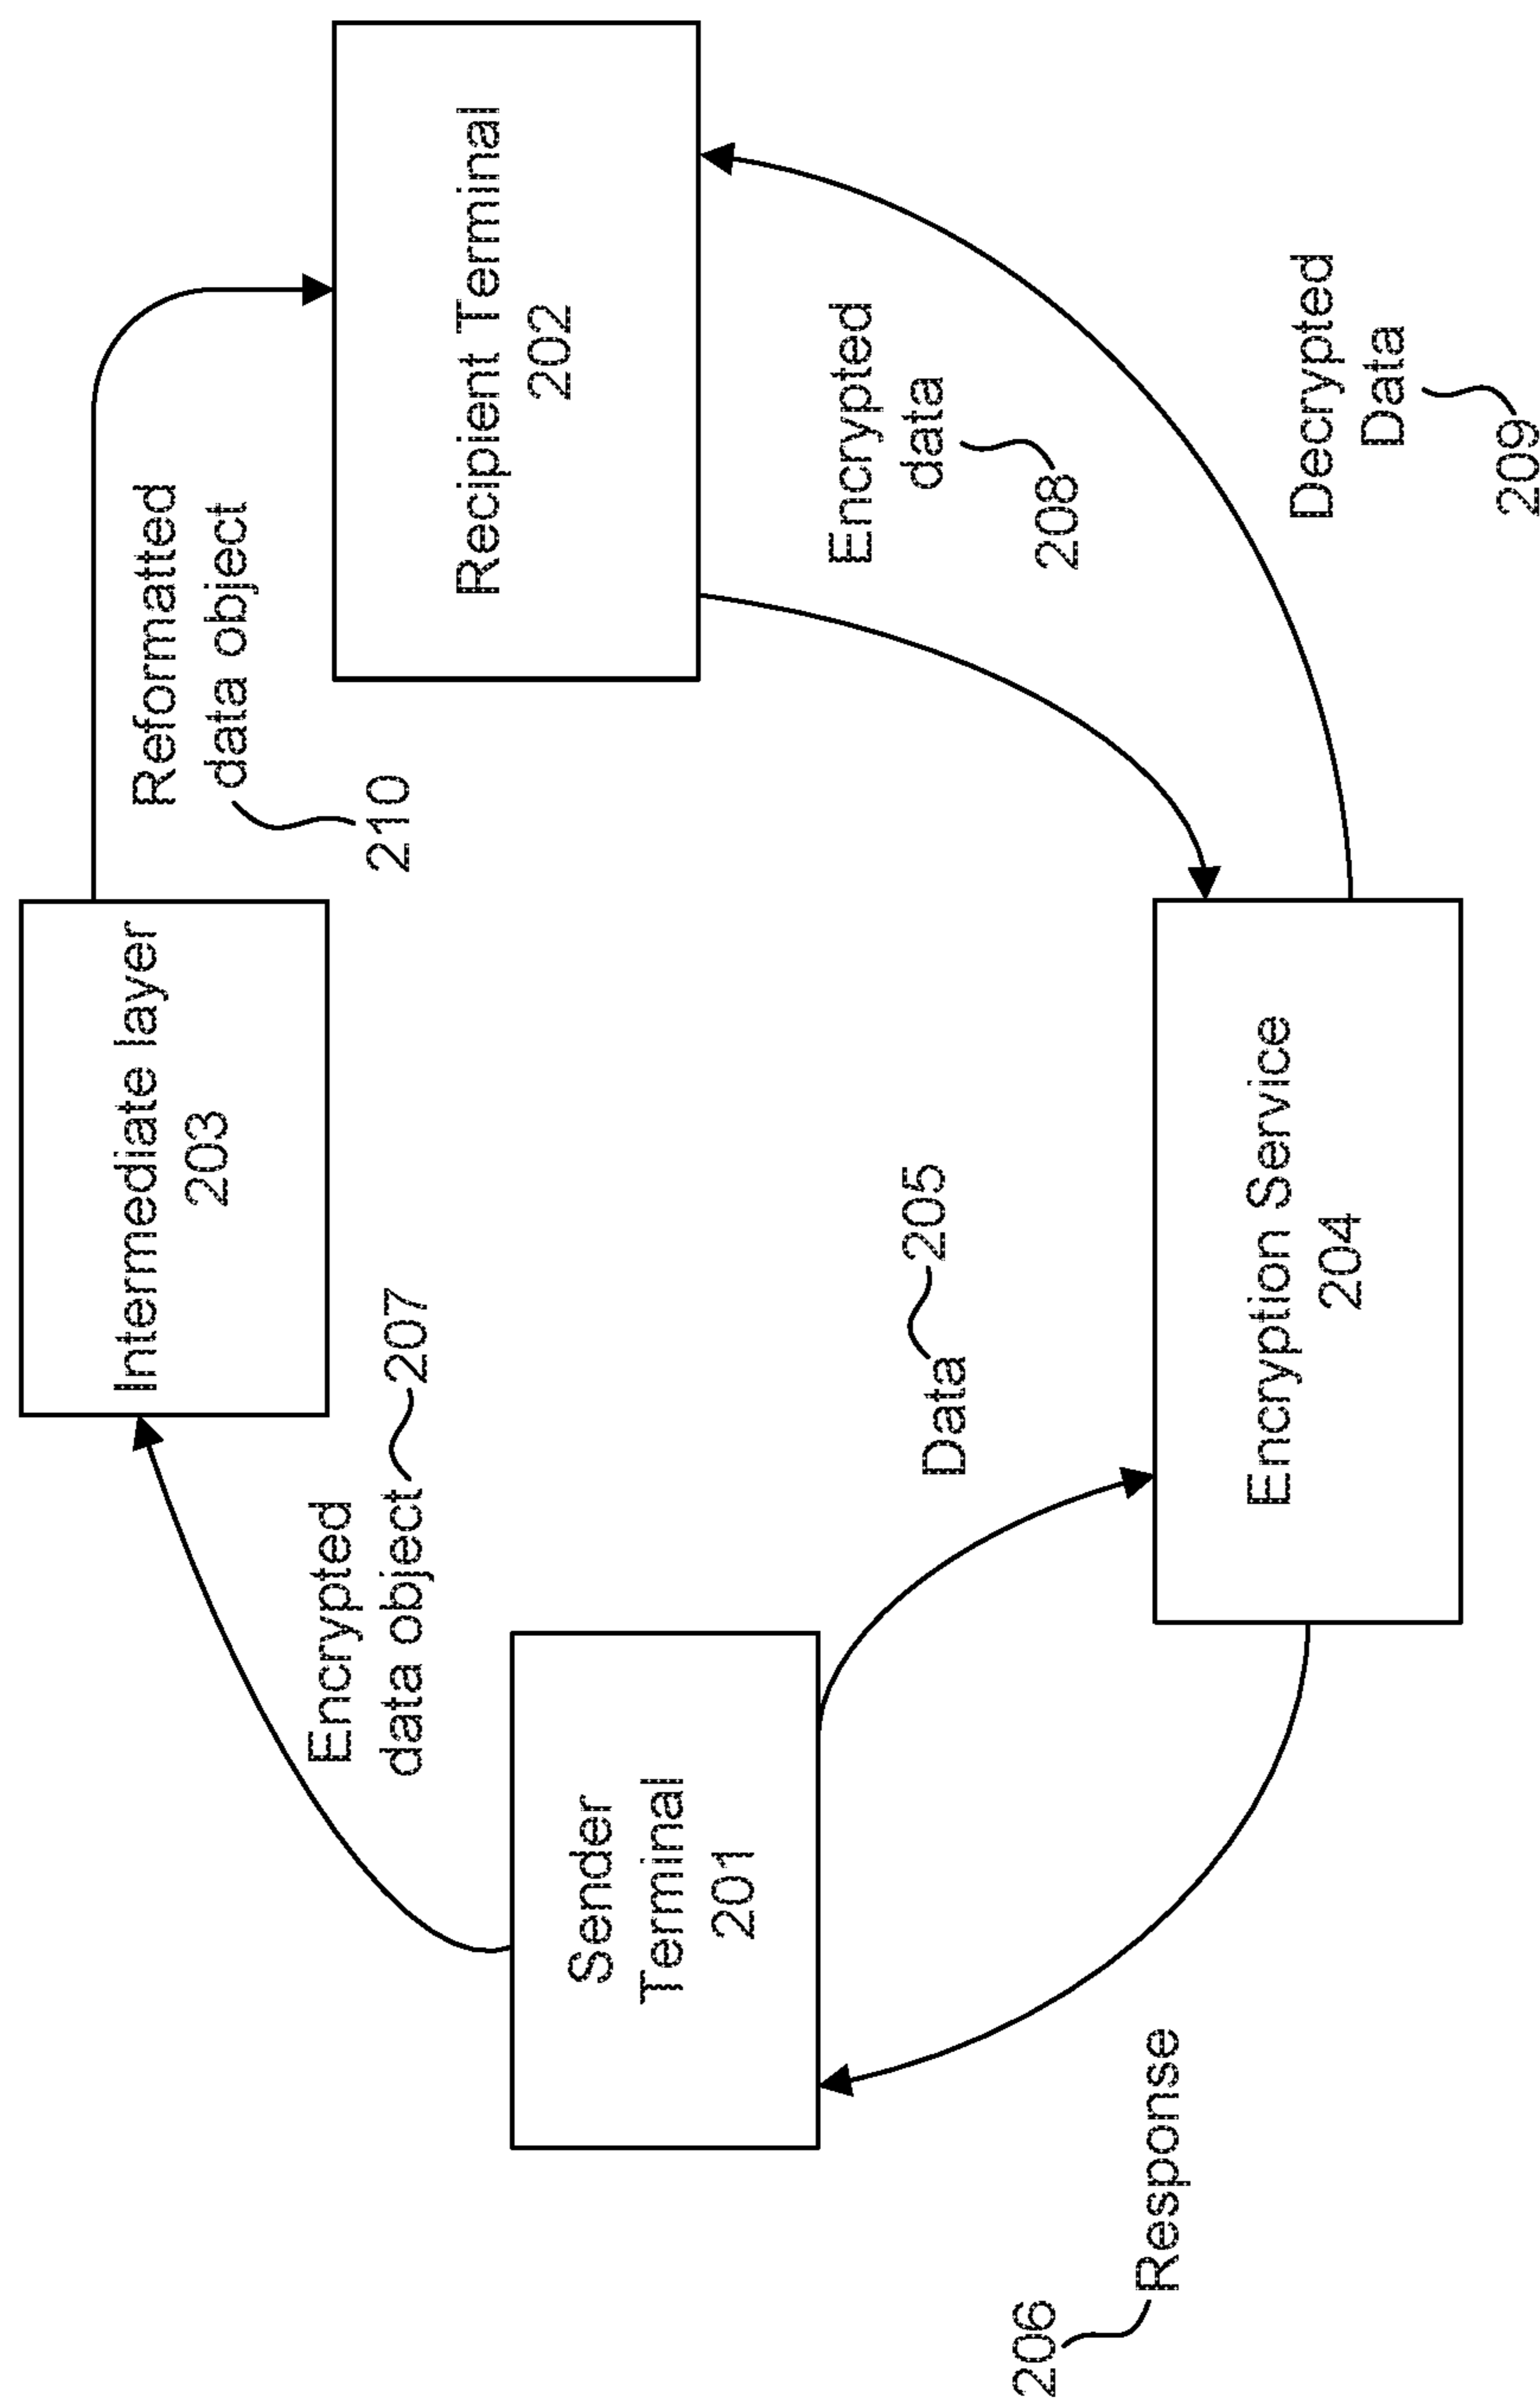 Intermediate layer
203
Reformatted
data object
210
Encrypted
data object
207
Recipient Terminal
202
Sender
Terminal
201
Encrypted
data
208
Data
205
Decrypted
Data
209
Encryption Service
204
206
Response